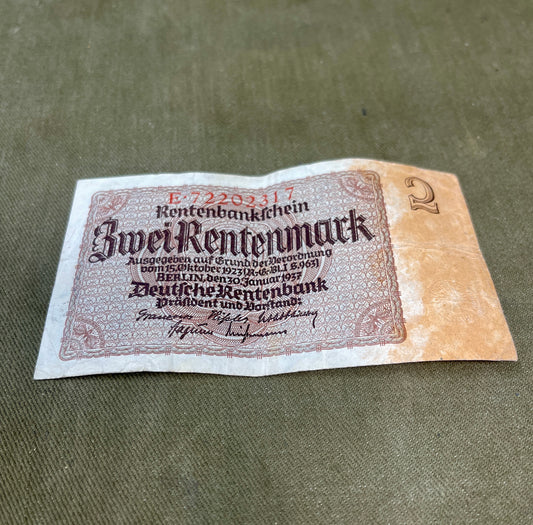 E·72202317
Rentenbankschein
Zwei Rentenmark
Ausgegeben auf Grund der Verordnung
vom 15. Oktober 1923 (R.-G.-Bl. I S. 963)
BERLIN, den 30. Januar 1937
Deutsche Rentenbank
Präsident und Vorstand:
2